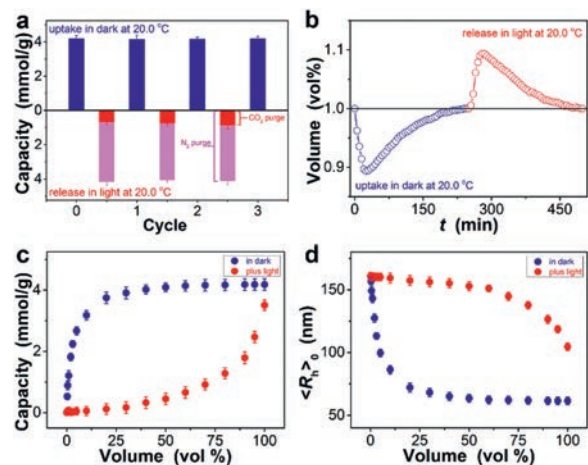 a
uptake in dark at 20.0 °C
Capacity (mmol/g)
4
2
0
2
4
CO₂ purge
N₂ purge
release in light at 20.0 °C
0 1 2 3
Cycle
b
release in light at 20.0 °C
Volume (vol%)
1.1
1.0
0.9
uptake in dark at 20.0 °C
0 150 300 450
t (min)
c
in dark
plus light
Capacity (mmol/g)
4
2
0
0 25 50 75 100
Volume (vol %)
d
in dark
plus light
<Rₕ>₀ (nm)
150
100
50
0 25 50 75 100
Volume (vol %)